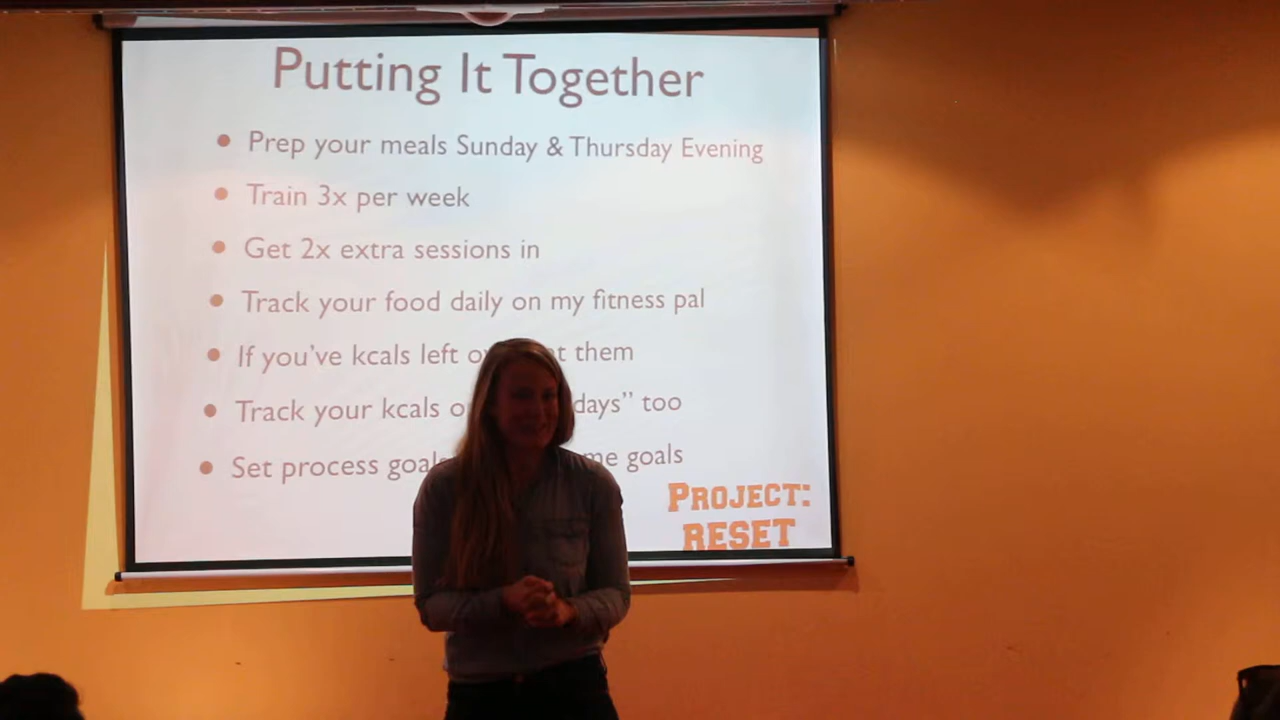 Putting It Together
Prep your meals Sunday & Thursday Evening
Train 3x per week
Get 2x extra sessions in
Track your food daily on my fitness pal
If you've kcals left them
Track your kcals days” too
Set process goals goals
PROJECT:
RESET